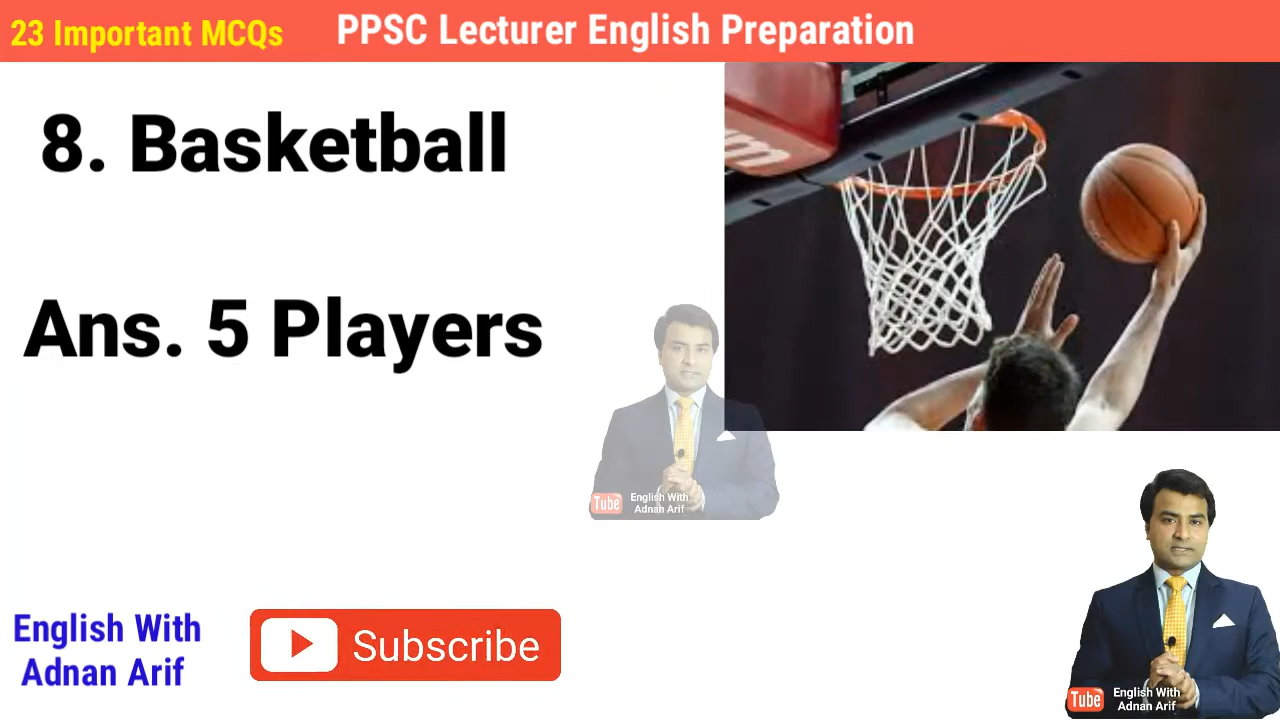 23 Important MCQs PPSC Lecturer English Preparation
8. Basketball
Ans. 5 Players
Tube English With
Adnan Arif
English With
Adnan Arif
Subscribe
Tube English With
Adnan Arif